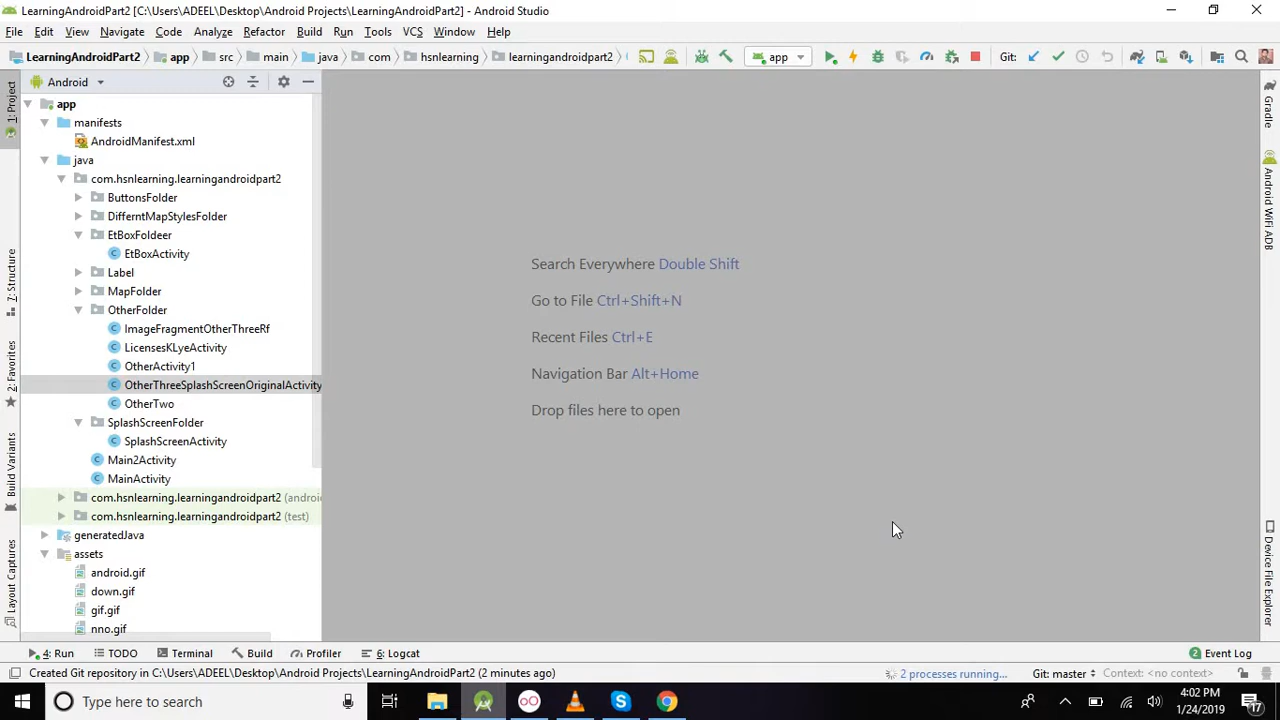 LearningAndroidPart2 [C:\Users\ADEEL\Desktop\Android Projects\LearningAndroidPart2] - Android Studio
File Edit View Navigate Code Analyze Refactor Build Run Tools VCS Window Help
LearningAndroidPart2 app src main java com hsnlearning learningandroidpart2 app Git:
Android
1: Project
Z: Structure
2: Favorites
Build Variants
Layout Captures
app
manifests
AndroidManifest.xml
java
com.hsnlearning.learningandroidpart2
ButtonsFolder
DifferntMapStylesFolder
EtBoxFoldeer
EtBoxActivity
Label
MapFolder
OtherFolder
ImageFragmentOtherThreeRf
LicensesKLyeActivity
OtherActivity1
OtherThreeSplashScreenOriginalActivity
OtherTwo
SplashScreenFolder
SplashScreenActivity
Main2Activity
MainActivity
com.hsnlearning.learningandroidpart2 (androi
com.hsnlearning.learningandroidpart2 (test)
generatedJava
assets
android.gif
down.gif
gif.gif
nno.gif
Search Everywhere Double Shift
Go to File Ctrl+Shift+N
Recent Files Ctrl+E
Navigation Bar Alt+Home
Drop files here to open
Gradle
Android WiFi ADB
Device File Explorer
4: Run TODO Terminal Build Profiler 6: Logcat 2 Event Log
Created Git repository in C:\Users\ADEEL\Desktop\Android Projects\LearningAndroidPart2 (2 minutes ago) 2 processes running... Git: master Context: <no context>
Type here to search
4:02 PM
1/24/2019
17